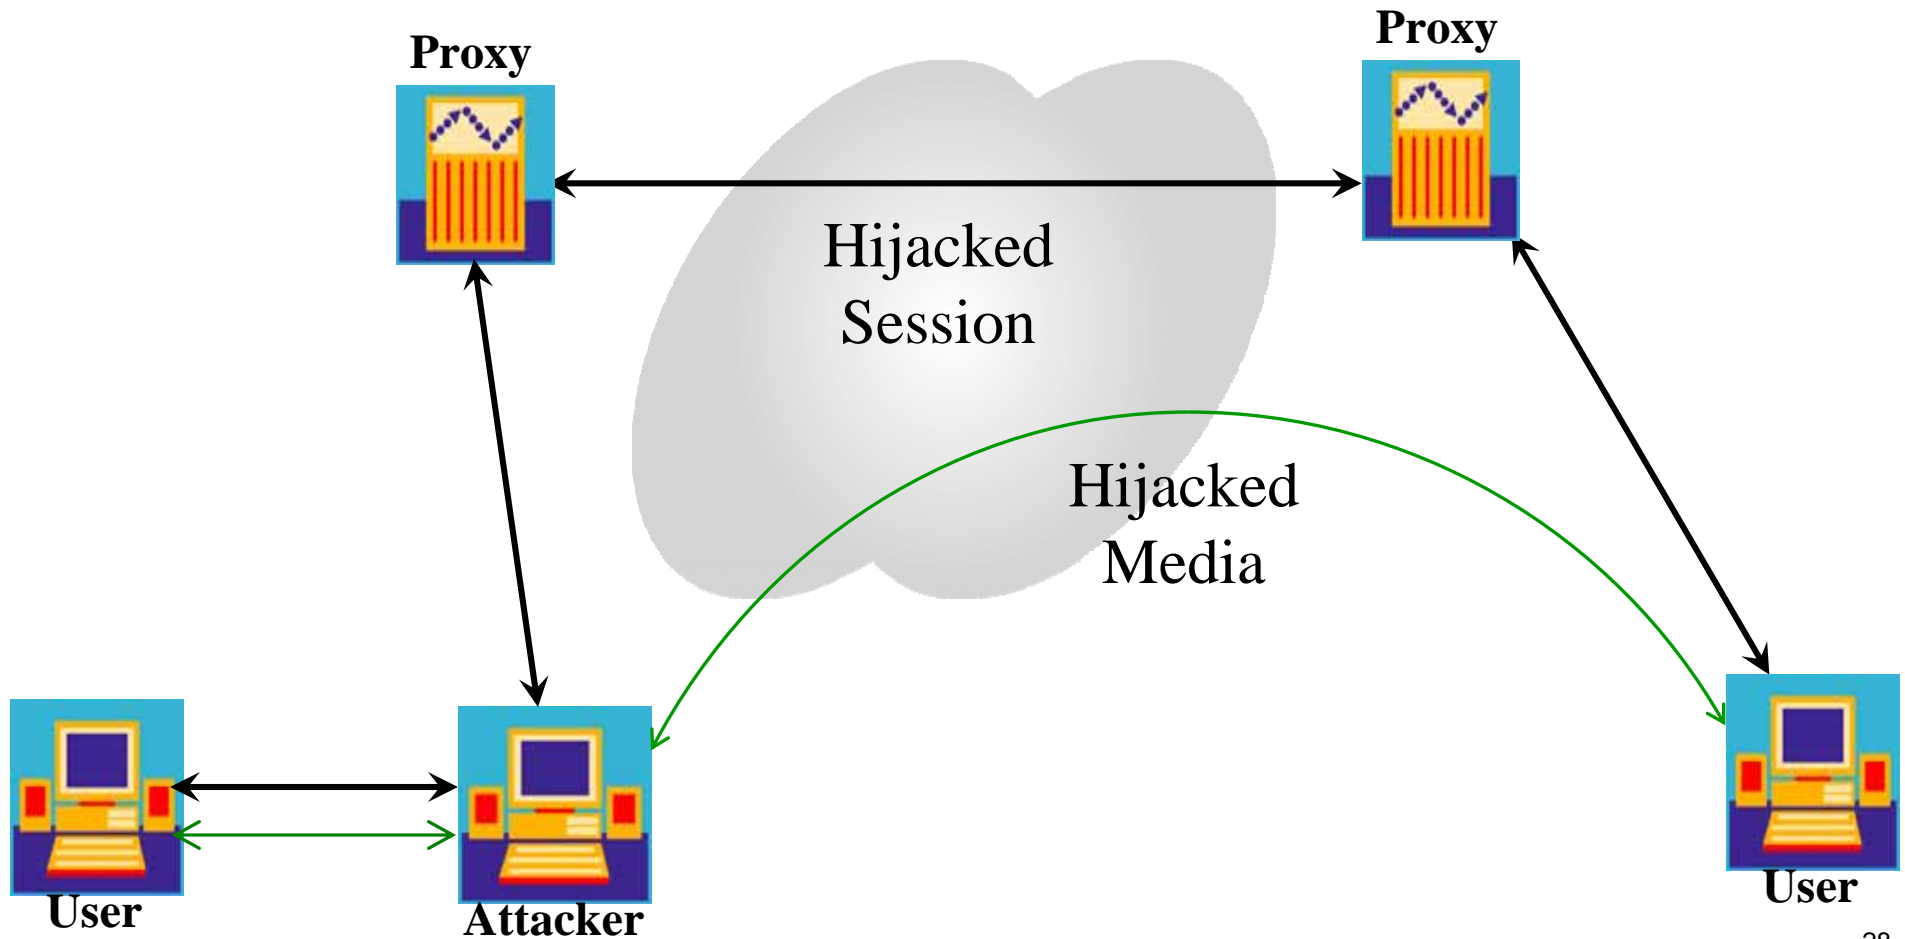 Proxy
Proxy
Hijacked
Session
Hijacked
Media
User
Attacker
User